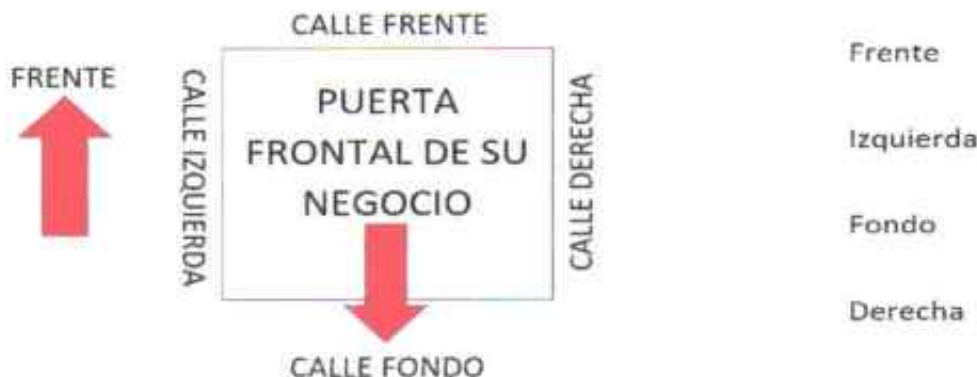 CALLE FRENTE
FRENTE
CALLE IZQUIERDA
PUERTA
FRONTAL DE SU
NEGOCIO
CALLE DERECHA
CALLE FONDO
Frente
Izquierda
Fondo
Derecha